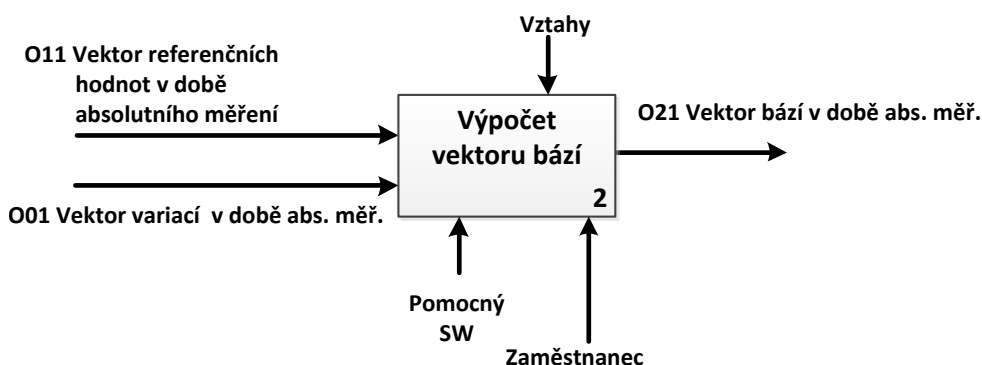 Vztahy
O11 Vektor referenčních
hodnot v době
absolutního měření
Výpočet
vektoru bází
2
O21 Vektor bází v době abs. měř.
O01 Vektor variací v době abs. měř.
Pomocný
SW
Zaměstnanec